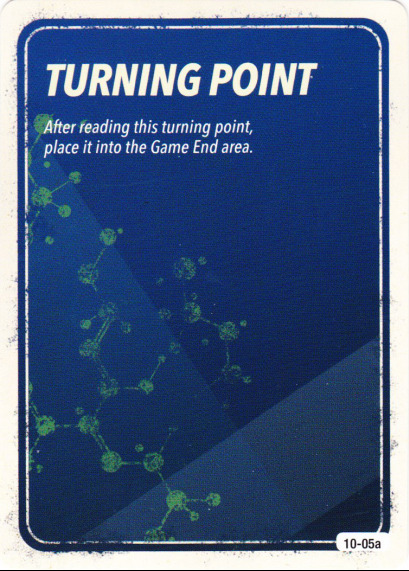 TURNING POINT
After reading this turning point,
place it into the Game End area.
10-05a